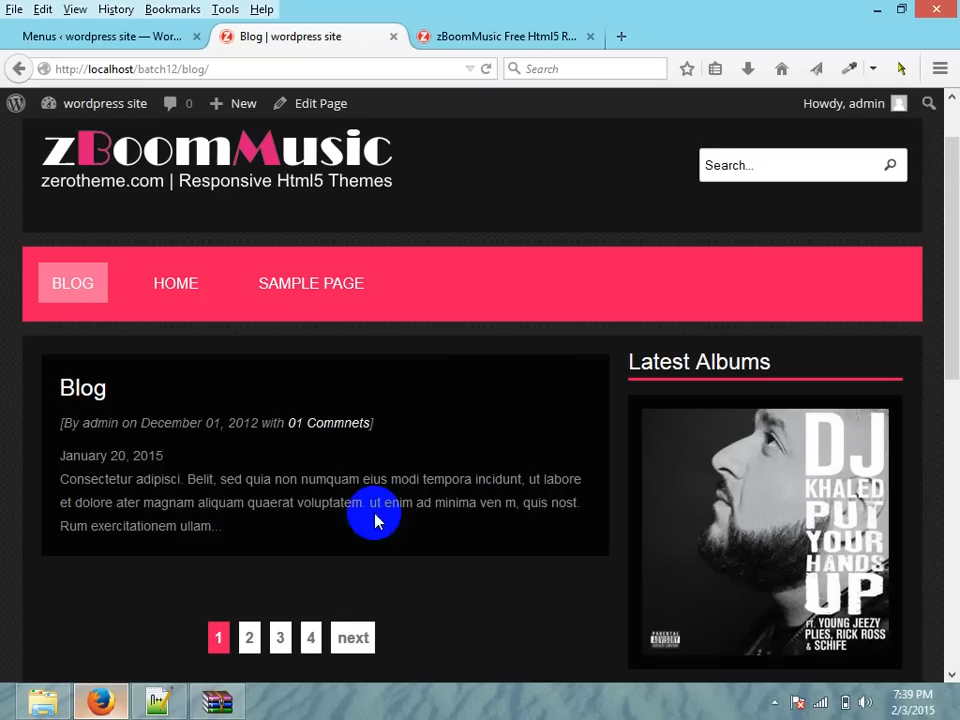 File Edit View History Bookmarks Tools Help
Menus ‹ wordpress site — Wor...
Blog | wordpress site
zBoomMusic Free Html5 R...
http://localhost/batch12/blog/
Search
wordpress site
0
New
Edit Page
Howdy, admin
zBoomMusic
zerotheme.com | Responsive Html5 Themes
Search...
BLOG HOME SAMPLE PAGE
Blog
[By admin on December 01, 2012 with 01 Commnets]
January 20, 2015
Consectetur adipisci. Belit, sed quia non numquam eius modi tempora incidunt, ut labore
et dolore ater magnam aliquam quaerat voluptatem. ut enim ad minima ven m, quis nost.
Rum exercitationem ullam...
1 2 3 4 next
Latest Albums
DJ
KHALED
PUT
YOUR
HANDS
UP
FT. YOUNG JEEZY
PLIES, RICK ROSS
& SCHIFE
PARENTAL
ADVISORY
7:39 PM
2/3/2015